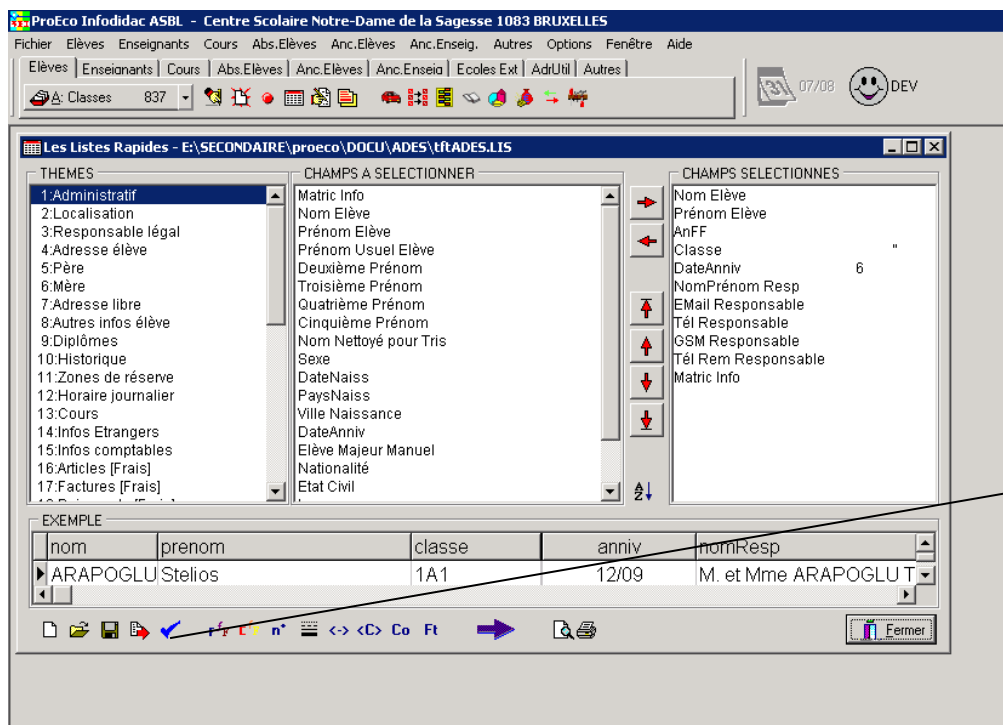 ProEco Infodidac ASBL - Centre Scolaire Notre-Dame de la Sagesse 1083 BRUXELLES
Fichier Elèves Enseignants Cours Abs.Elèves Anc.Elèves Anc.Enseig. Autres Options Fenêtre Aide
Elèves Enseignants Cours Abs.Elèves Anc.Elèves Anc.Enseig Ecoles Ext AdrUtil Autres
A: Classes 837
07/08 DEV
Les Listes Rapides - E:\SECONDAIRE\proeco\DOCU\ADES\tftADES.LIS
THEMES
1:Administratif
2:Localisation
3:Responsable légal
4:Adresse élève
5:Père
6:Mère
7:Adresse libre
8:Autres infos élève
9:Diplômes
10:Historique
11:Zones de réserve
12:Horaire journalier
13:Cours
14:Infos Etrangers
15:Infos comptables
16:Articles [Frais]
17:Factures [Frais]
CHAMPS A SELECTIONNER
Matric Info
Nom Elève
Prénom Elève
Prénom Usuel Elève
Deuxième Prénom
Troisième Prénom
Quatrième Prénom
Cinquième Prénom
Nom Nettoyé pour Tris
Sexe
DateNaiss
PaysNaiss
Ville Naissance
DateAnniv
Elève Majeur Manuel
Nationalité
Etat Civil
CHAMPS SELECTIONNES
Nom Elève
Prénom Elève
AnFF
Classe "
DateAnniv 6
NomPrénom Resp
EMail Responsable
Tél Responsable
GSM Responsable
Tél Rem Responsable
Matric Info
EXEMPLE
nom prenom classe anniv nomResp
ARAPOGLU Stelios 1A1 12/09 M. et Mme ARAPOGLU T
n° <-> <C> Co Ft
Fermer